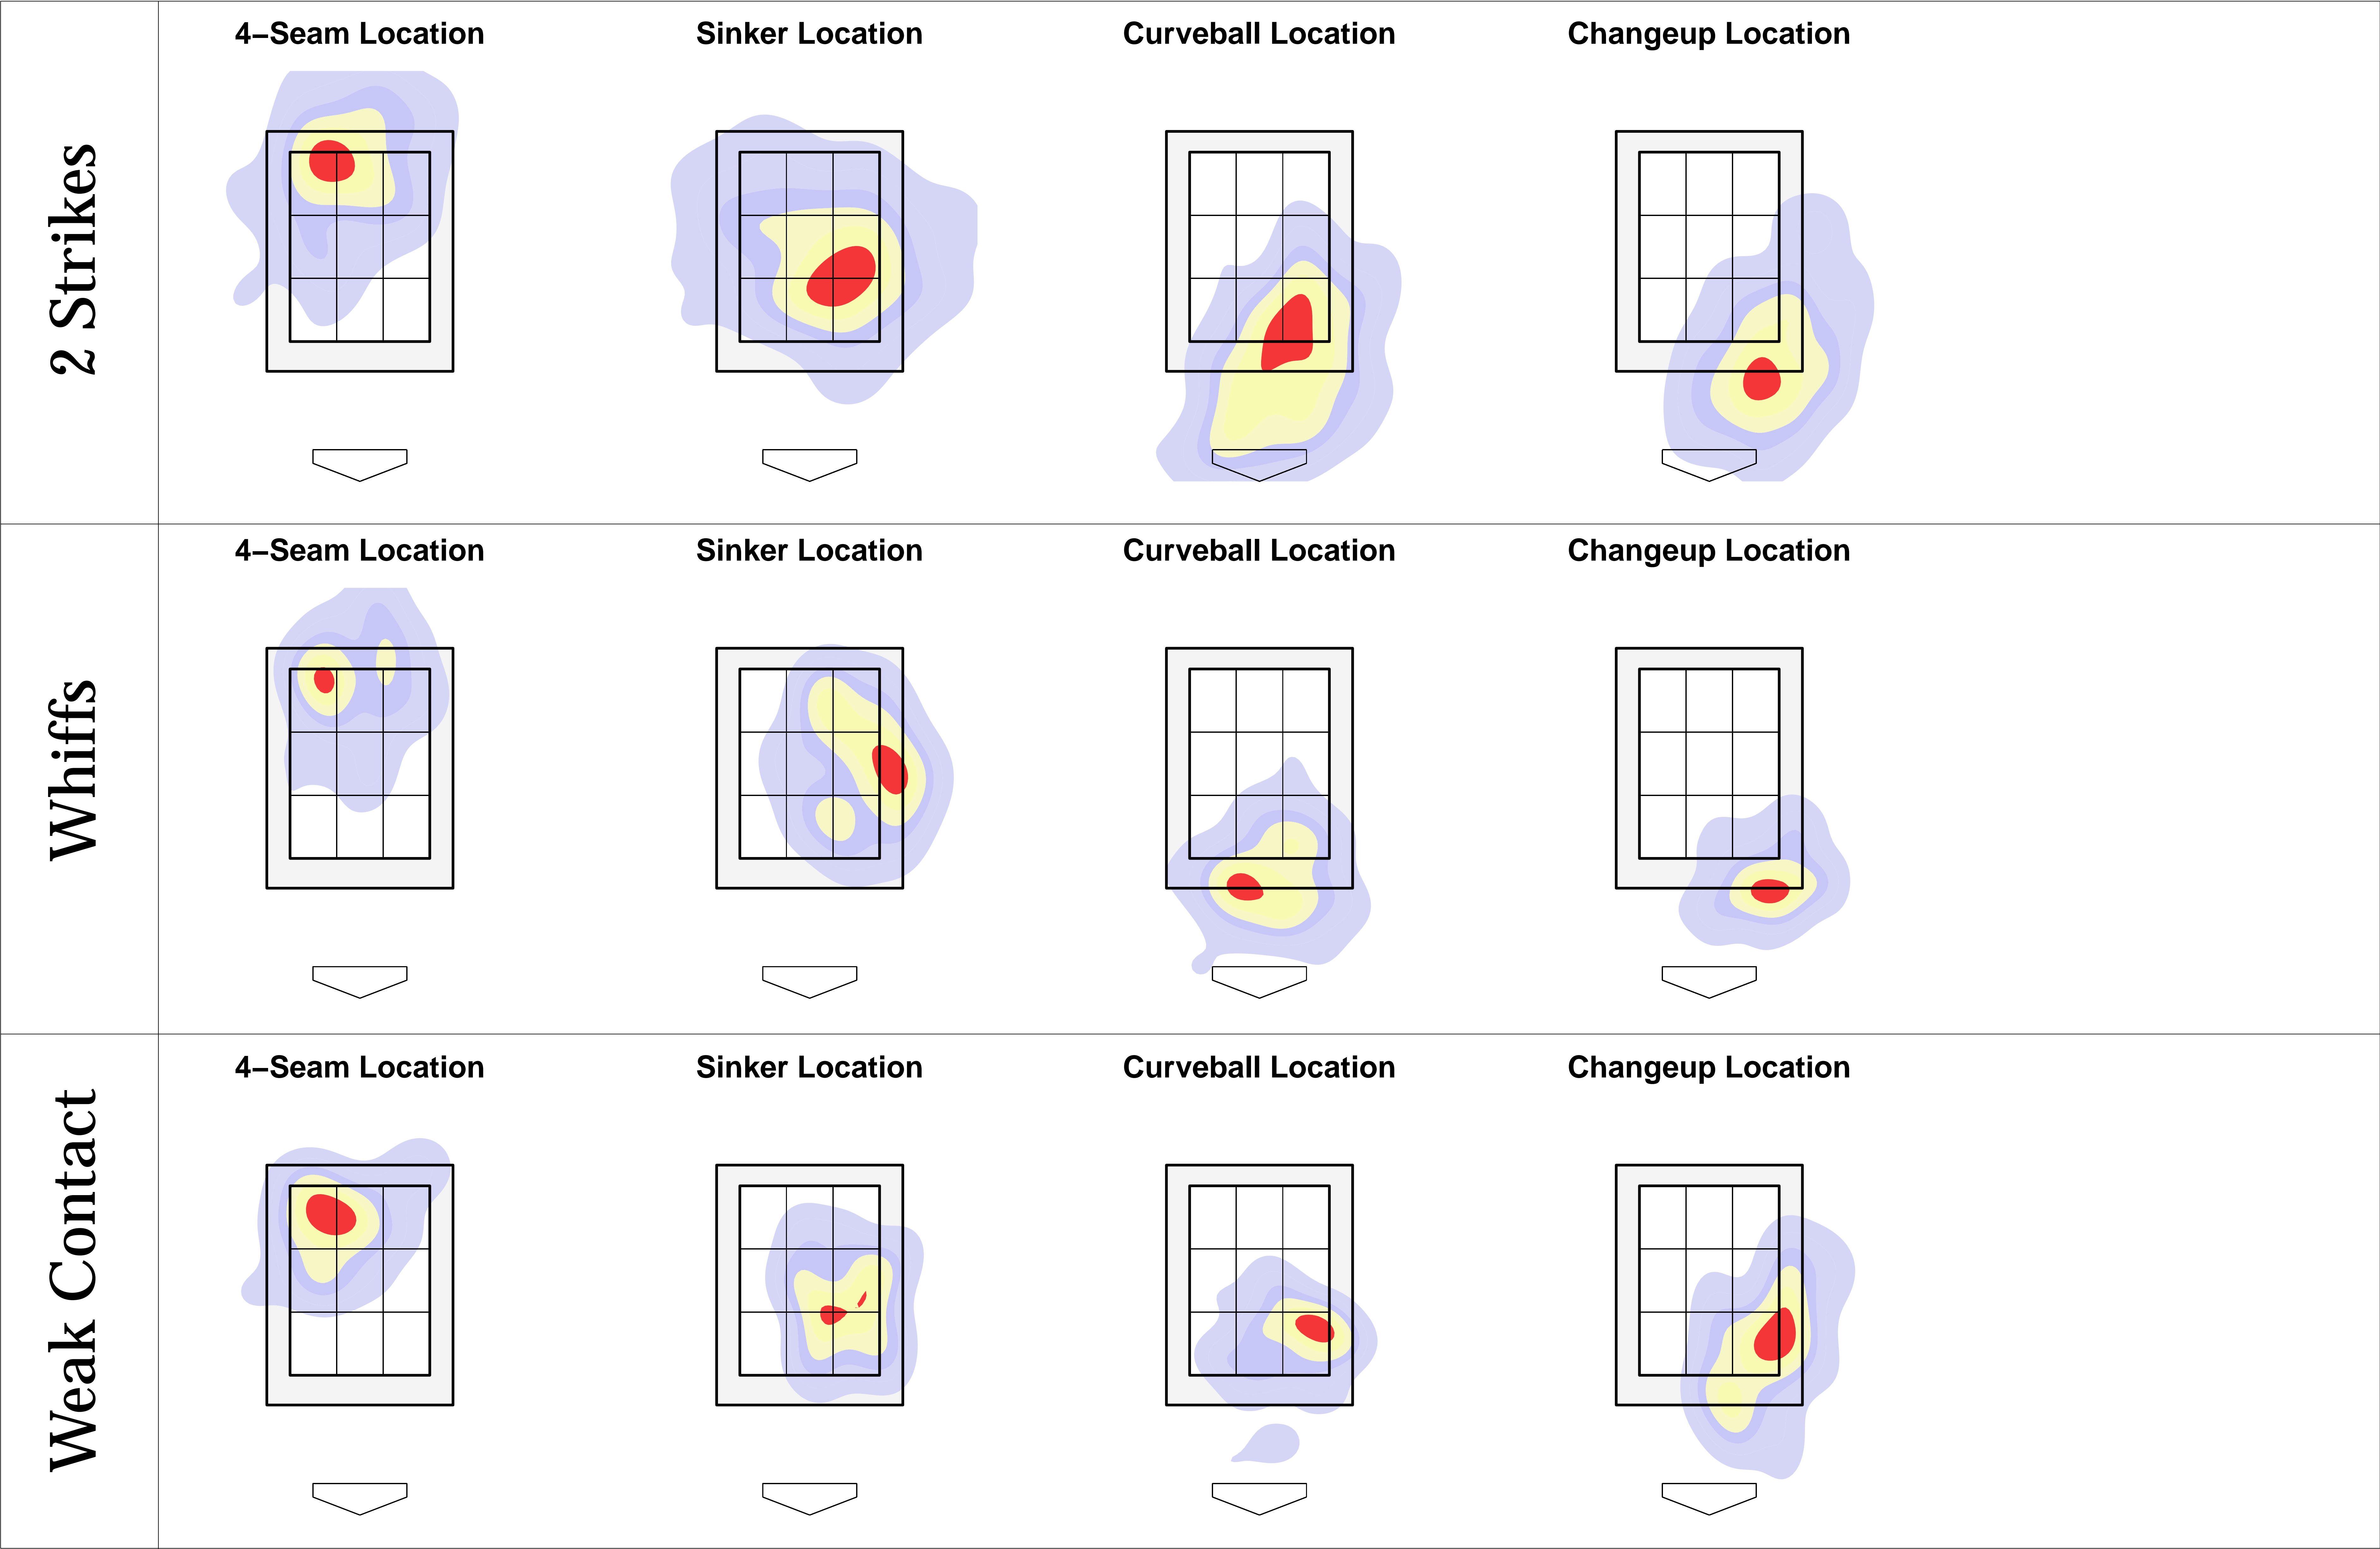 2 Strikes
4–Seam Location
Sinker Location
Curveball Location
Changeup Location
Whiffs
4–Seam Location
Sinker Location
Curveball Location
Changeup Location
Weak Contact
4–Seam Location
Sinker Location
Curveball Location
Changeup Location